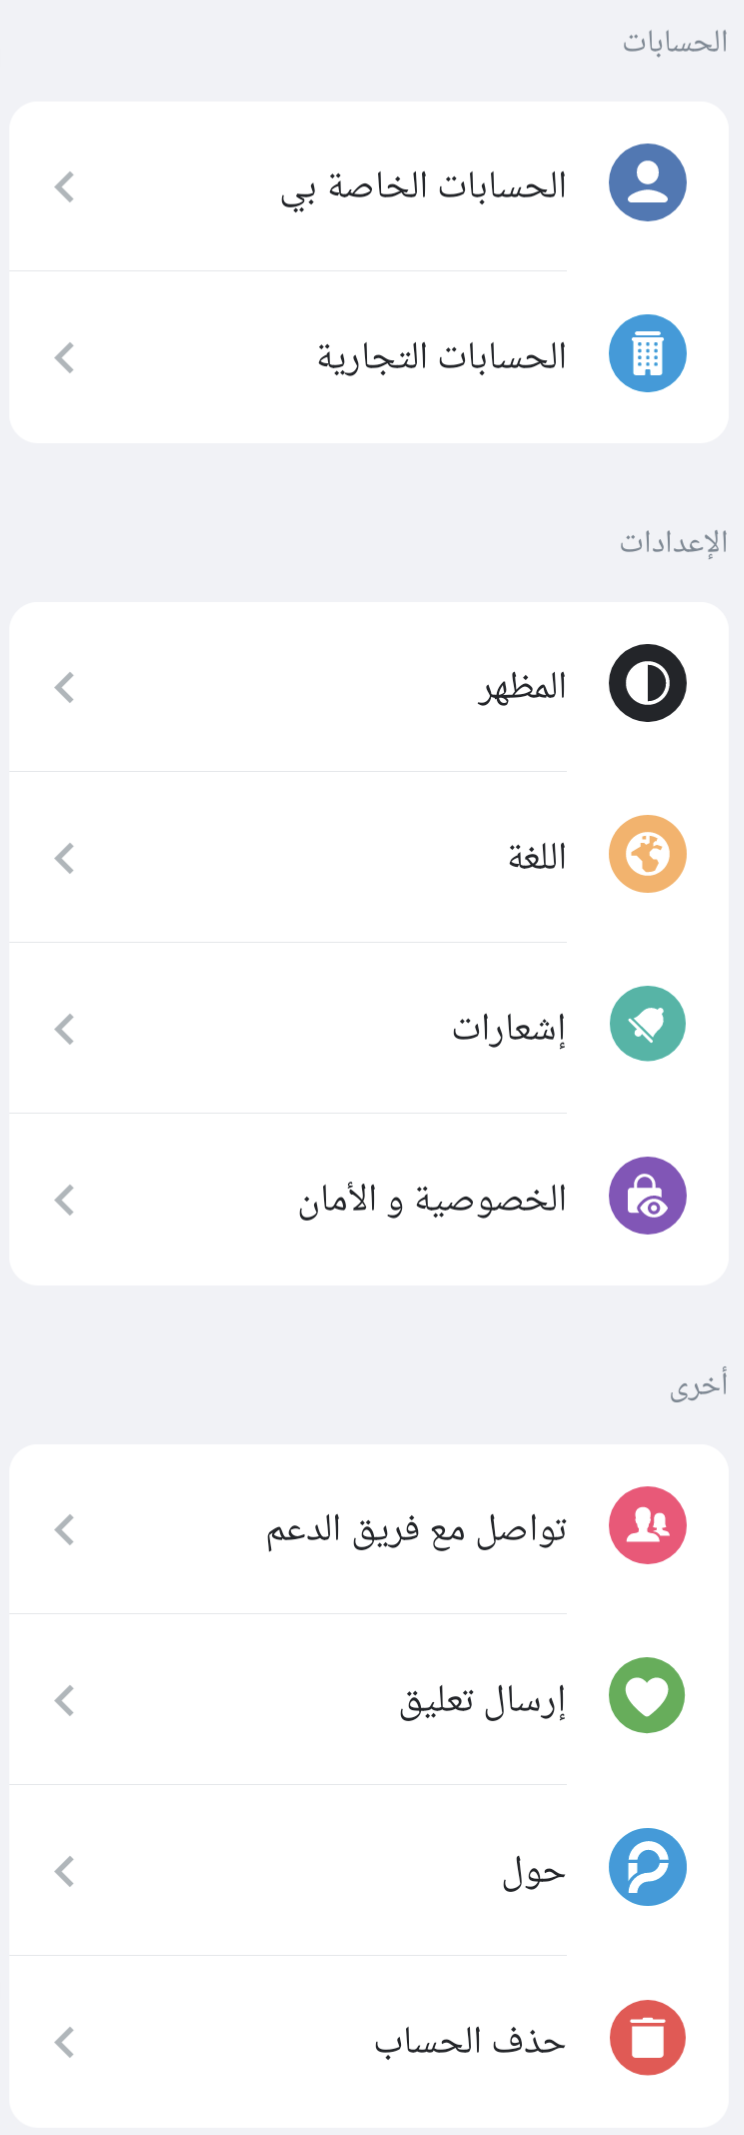 الحسابات
الحسابات الخاصة بي
الحسابات التجارية
الإعدادات
المظهر
اللغة
إشعارات
الخصوصية و الأمان
أخرى
تواصل مع فريق الدعم
إرسال تعليق
حول
حذف الحساب